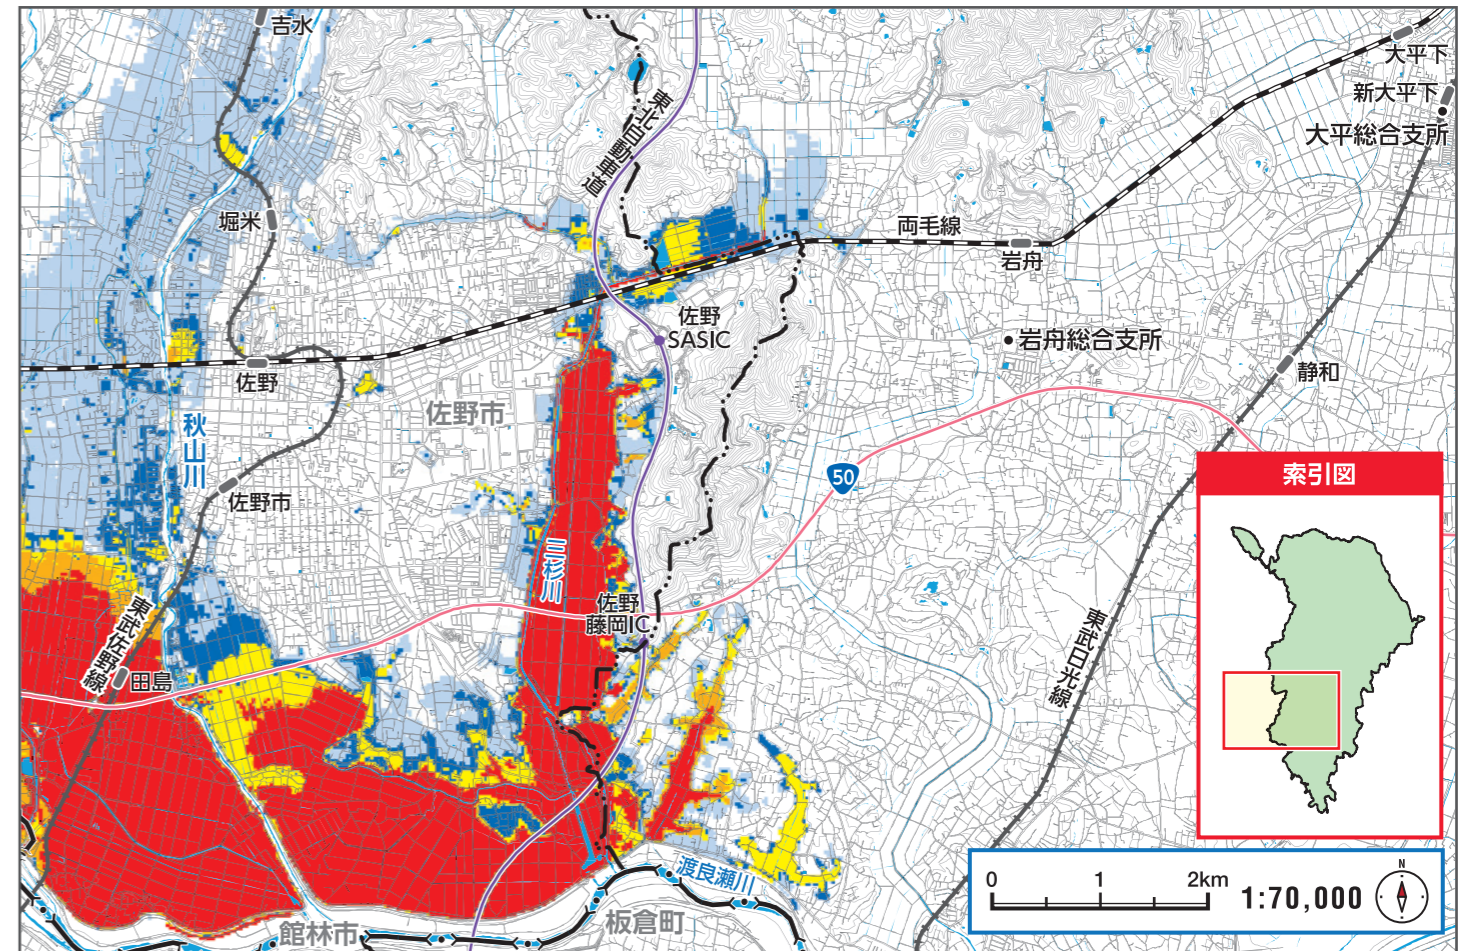 吉水
大平下
新大平下
大平総合支所
東北自動車道
堀米
両毛線
岩舟
佐野
SASIC
岩舟総合支所
静和
佐野
佐野市
秋山川
50
索引図
佐野市
三杉川
佐野
藤岡IC
東武佐野線
田島
東武日光線
渡良瀬川
館林市
板倉町
0 1 2km
1:70,000
N